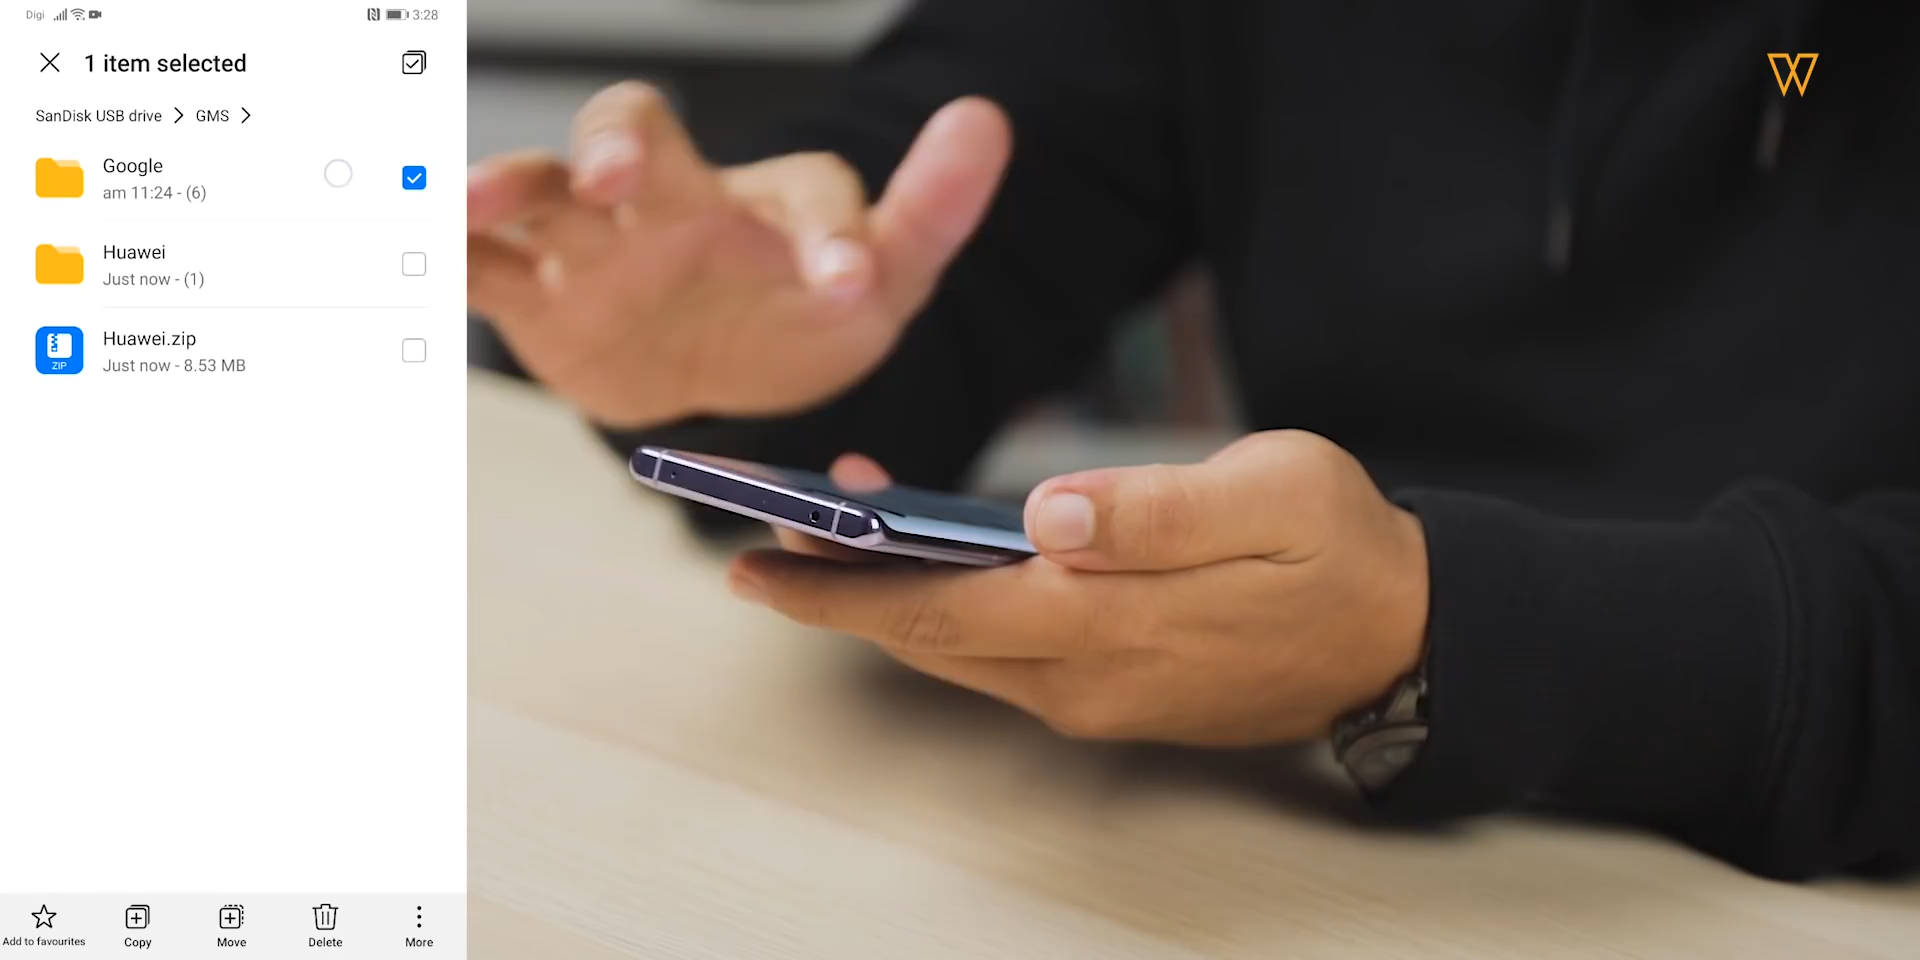 Digi 3:28
1 item selected
SanDisk USB drive > GMS >
Google
am 11:24 - (6)
Huawei
Just now - (1)
ZIP
Huawei.zip
Just now - 8.53 MB
Add to favourites Copy Move Delete More
W